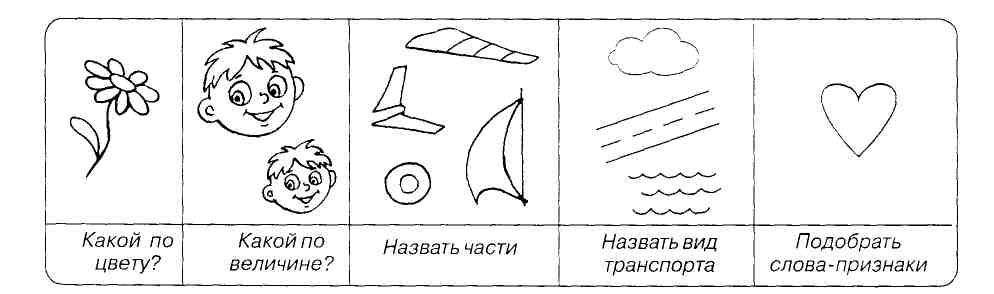 Какой по
цвету?
Какой по
величине?
Назвать части
Назвать вид
транспорта
Подобрать
слова-признаки